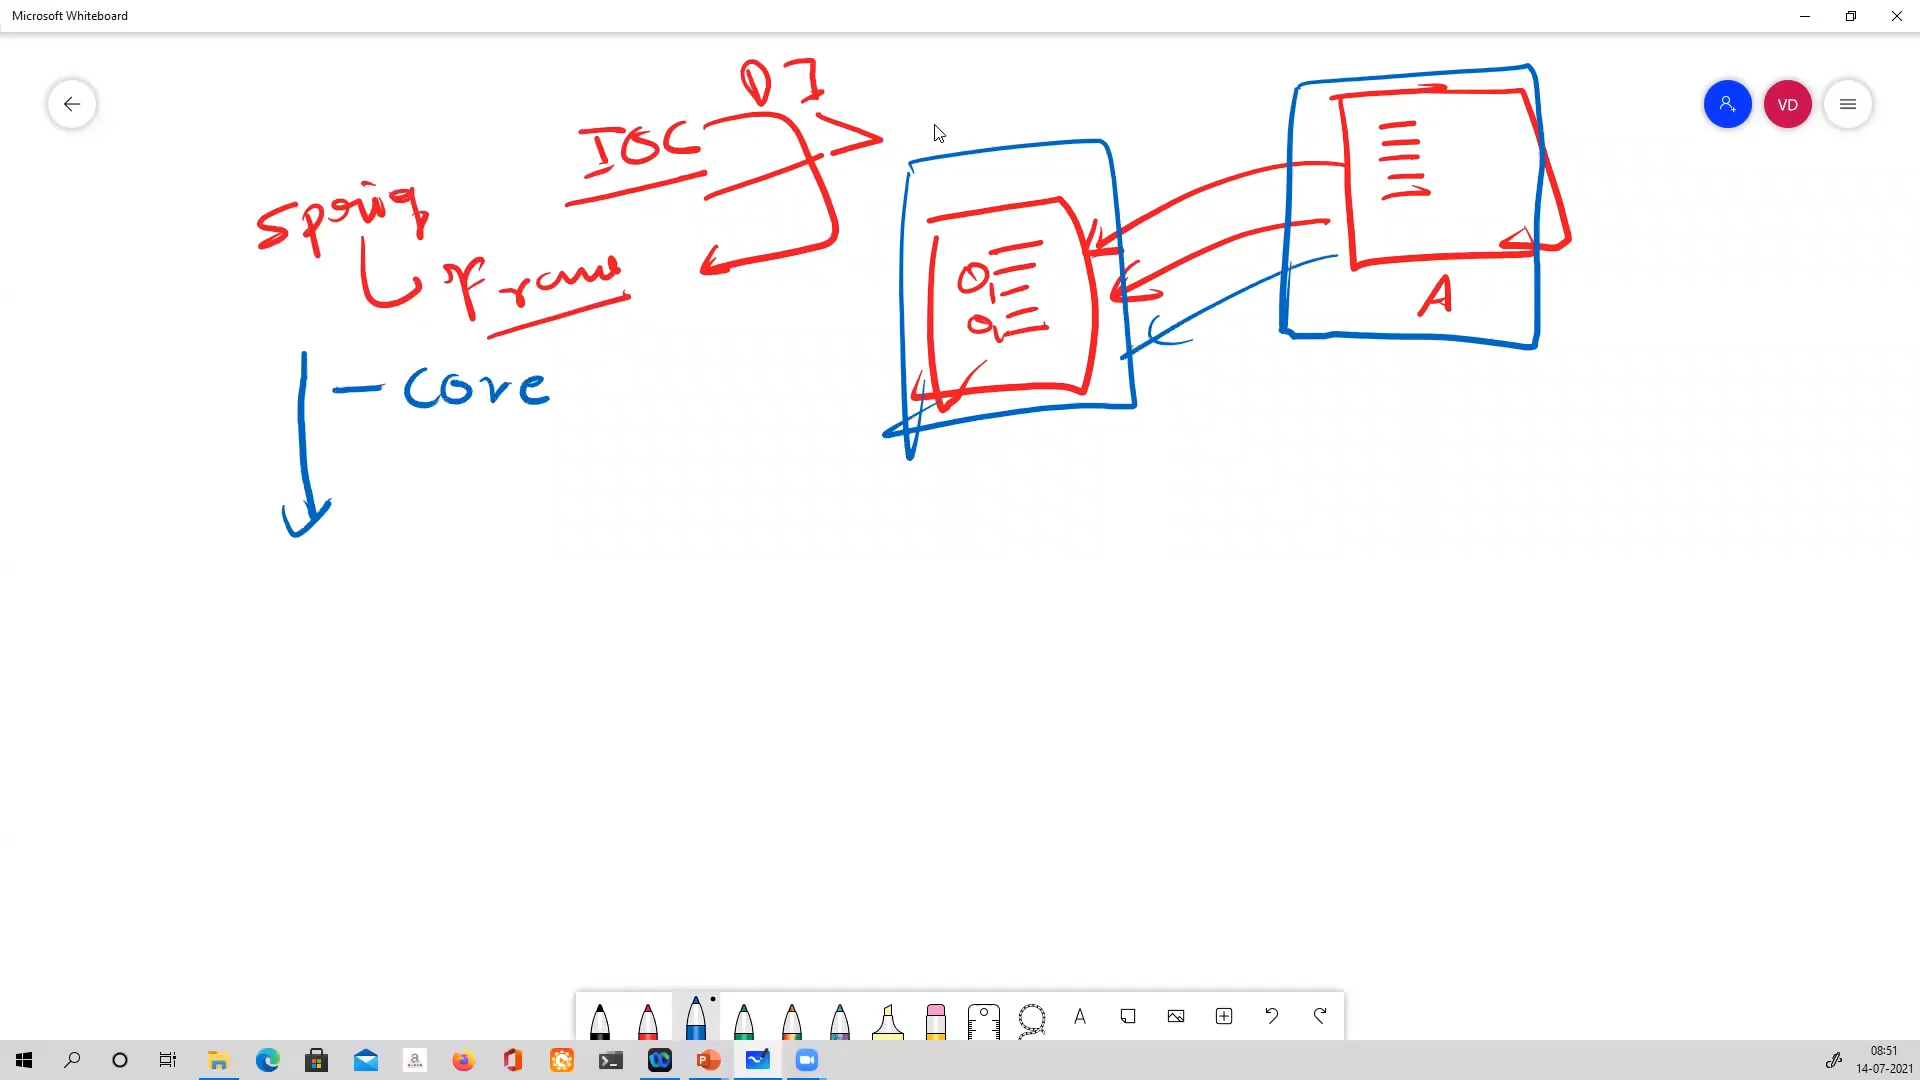 Microsoft Whiteboard
DI
IOC
VD
Spring
Frame
A
- Core
A
08:51
14-07-2021